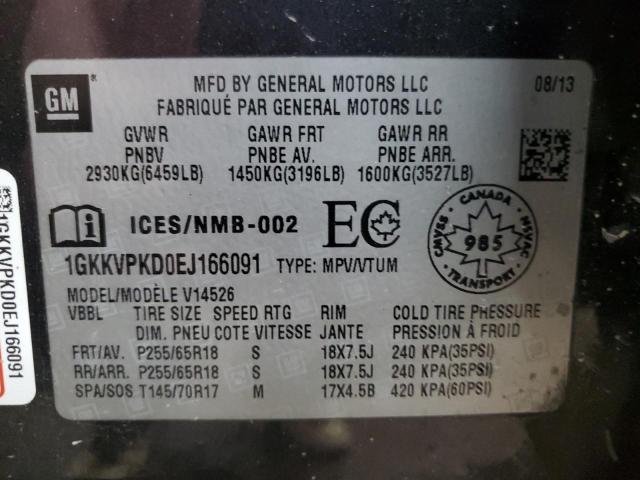 GM
MFD BY GENERAL MOTORS LLC 08/13
FABRIQUÉ PAR GENERAL MOTORS LLC
GVWR GAWR FRT GAWR RR
PNBV PNBE AV. PNBE ARR.
2930KG(6459LB) 1450KG(3196LB) 1600KG(3527LB)
i ICES/NMB-002 EC
CANADA
CMVSS 985 NSVAC
TRANSPORT
1GKKVPKD0EJ166091 TYPE: MPV/VTUM
MODEL/MODÈLE V14526
VBBL TIRE SIZE SPEED RTG RIM COLD TIRE PRESSURE
DIM. PNEU COTE VITESSE JANTE PRESSION À FROID
FRT/AV. P255/65R18 S 18X7.5J 240 KPA(35PSI)
RR/ARR. P255/65R18 S 18X7.5J 240 KPA(35PSI)
SPA/SOS T145/70R17 M 17X4.5B 420 KPA(60PSI)
1GKKVPKD0EJ166091